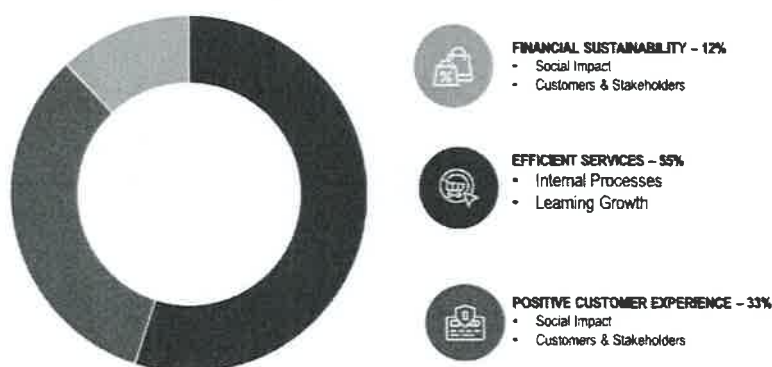 FINANCIAL SUSTAINABILITY – 12%
• Social Impact
• Customers & Stakeholders
EFFICIENT SERVICES – 55%
• Internal Processes
• Learning Growth
POSITIVE CUSTOMER EXPERIENCE – 33%
• Social Impact
• Customers & Stakeholders